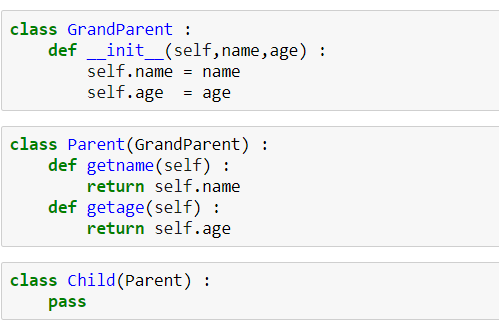 class GrandParent :
    def __init__(self,name,age) :
        self.name = name
        self.age  = age
class Parent(GrandParent) :
    def getname(self) :
        return self.name
    def getage(self) :
        return self.age
class Child(Parent) :
    pass